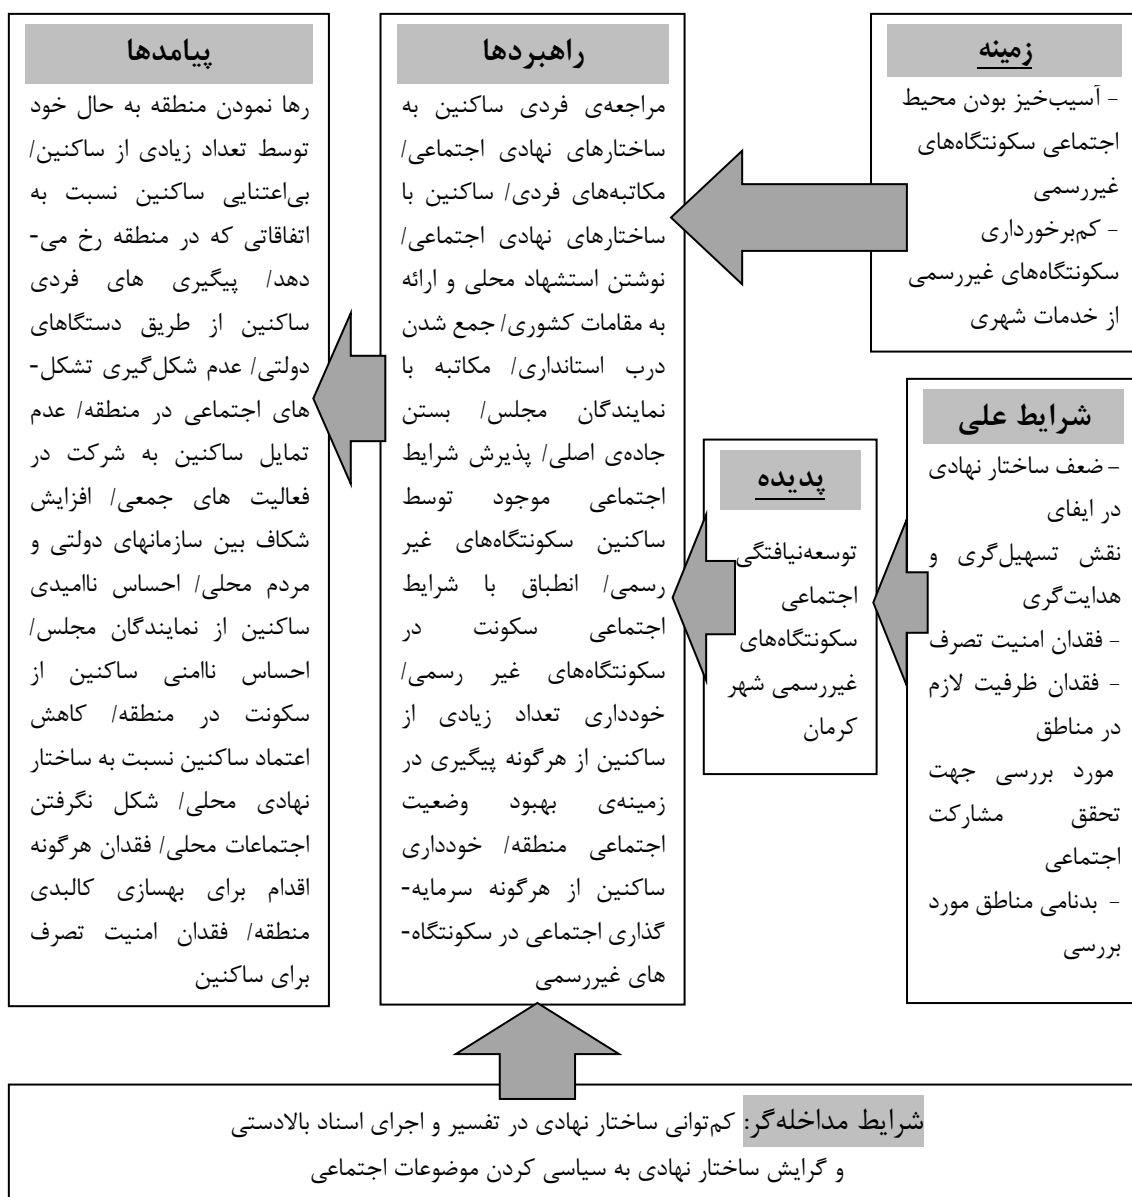 زمینه
- آسیب‌خیز بودن محیط
اجتماعی سکونتگاه‌های
غیررسمی
- کم‌برخورداری
سکونتگاه‌های غیررسمی
از خدمات شهری
شرایط علی
- ضعف ساختار نهادی
در ایفای
نقش تسهیل‌گری و
هدایت‌گری
- فقدان امنیت تصرف
- فقدان ظرفیت لازم
در مناطق
مورد بررسی جهت
تحقق مشارکت
اجتماعی
- بدنامی مناطق مورد
بررسی
پدیده
توسعه‌نیافتگی
اجتماعی
سکونتگاه‌های
غیررسمی شهر
کرمان
راهبردها
مراجعه‌ی فردی ساکنین به
ساختارهای نهادی اجتماعی/
مکاتبه‌های فردی/ ساکنین با
ساختارهای نهادی اجتماعی/
نوشتن استشهاد محلی و ارائه
به مقامات کشوری/ جمع شدن
درب استانداری/ مکاتبه با
نمایندگان مجلس/ بستن
جاده‌ی اصلی/ پذیرش شرایط
اجتماعی موجود توسط
ساکنین سکونتگاه‌های غیر
رسمی/ انطباق با شرایط
اجتماعی سکونت در
سکونتگاه‌های غیر رسمی/
خودداری تعداد زیادی از
ساکنین از هرگونه پیگیری در
زمینه‌ی بهبود وضعیت
اجتماعی منطقه/ خودداری
ساکنین از هرگونه سرمایه-
گذاری اجتماعی در سکونتگاه-
های غیررسمی
پیامدها
رها نمودن منطقه به حال خود
توسط تعداد زیادی از ساکنین/
بی‌اعتنایی ساکنین نسبت به
اتفاقاتی که در منطقه رخ می-
دهد/ پیگیری های فردی
ساکنین از طریق دستگاهای
دولتی/ عدم شکل‌گیری تشکل-
های اجتماعی در منطقه/ عدم
تمایل ساکنین به شرکت در
فعالیت های جمعی/ افزایش
شکاف بین سازمانهای دولتی و
مردم محلی/ احساس ناامیدی
ساکنین از نمایندگان مجلس/
احساس ناامنی ساکنین از
سکونت در منطقه/ کاهش
اعتماد ساکنین نسبت به ساختار
نهادی محلی/ شکل نگرفتن
اجتماعات محلی/ فقدان هرگونه
اقدام برای بهسازی کالبدی
منطقه/ فقدان امنیت تصرف
برای ساکنین
شرایط مداخله‌گر: کم‌توانی ساختار نهادی در تفسیر و اجرای اسناد بالادستی
و گرایش ساختار نهادی به سیاسی کردن موضوعات اجتماعی